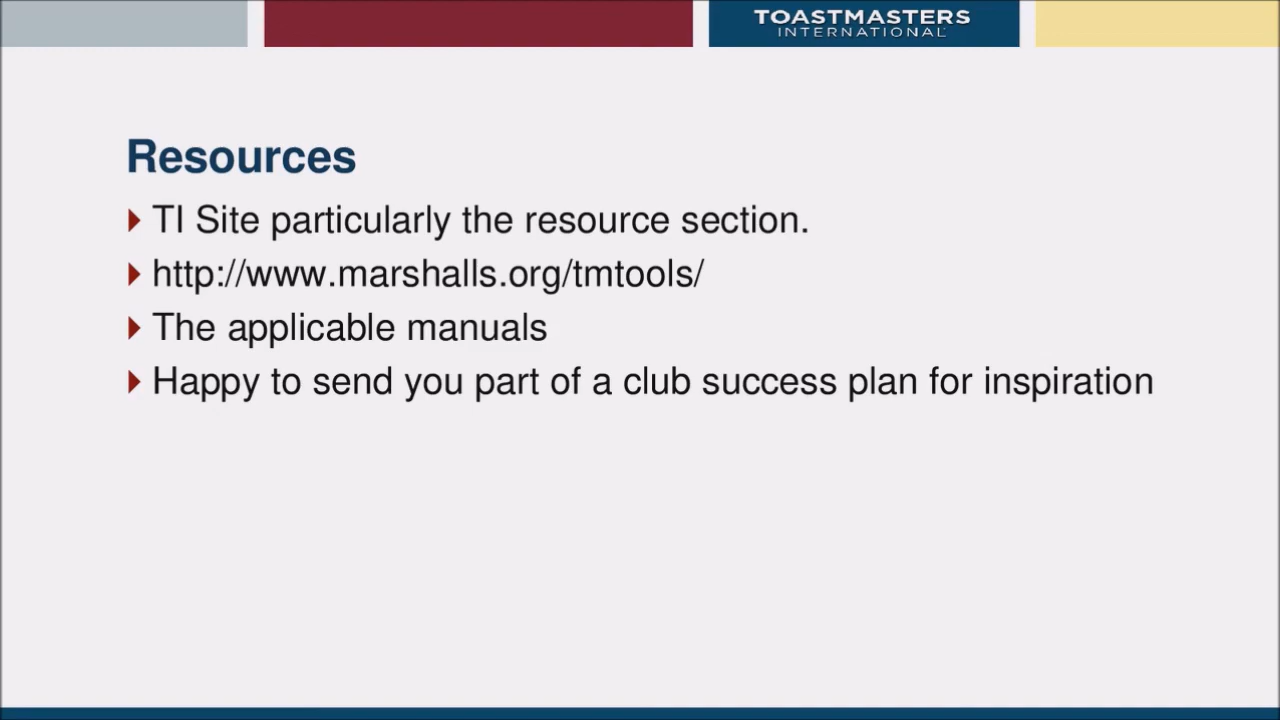 TOASTMASTERS
INTERNATIONAL
Resources
TI Site particularly the resource section.
http://www.marshalls.org/tmtools/
The applicable manuals
Happy to send you part of a club success plan for inspiration